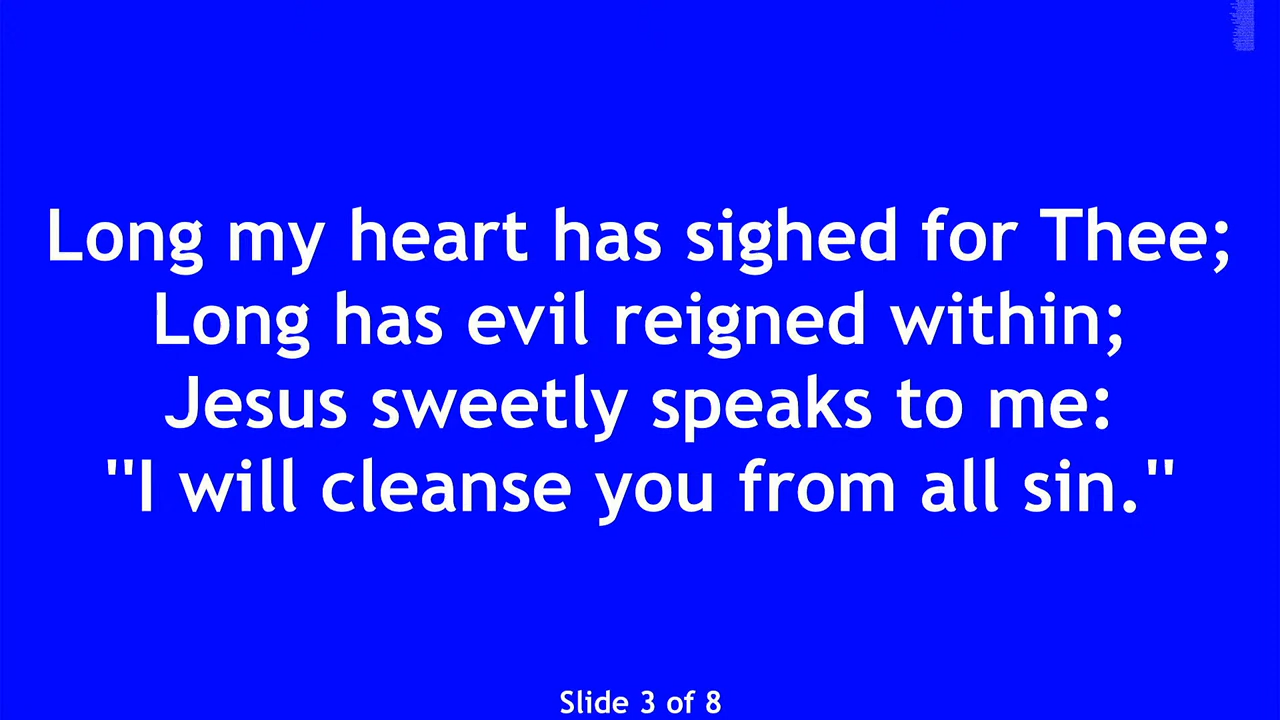 Long my heart has sighed for Thee;
Long has evil reigned within;
Jesus sweetly speaks to me:
"I will cleanse you from all sin."
Slide 3 of 8